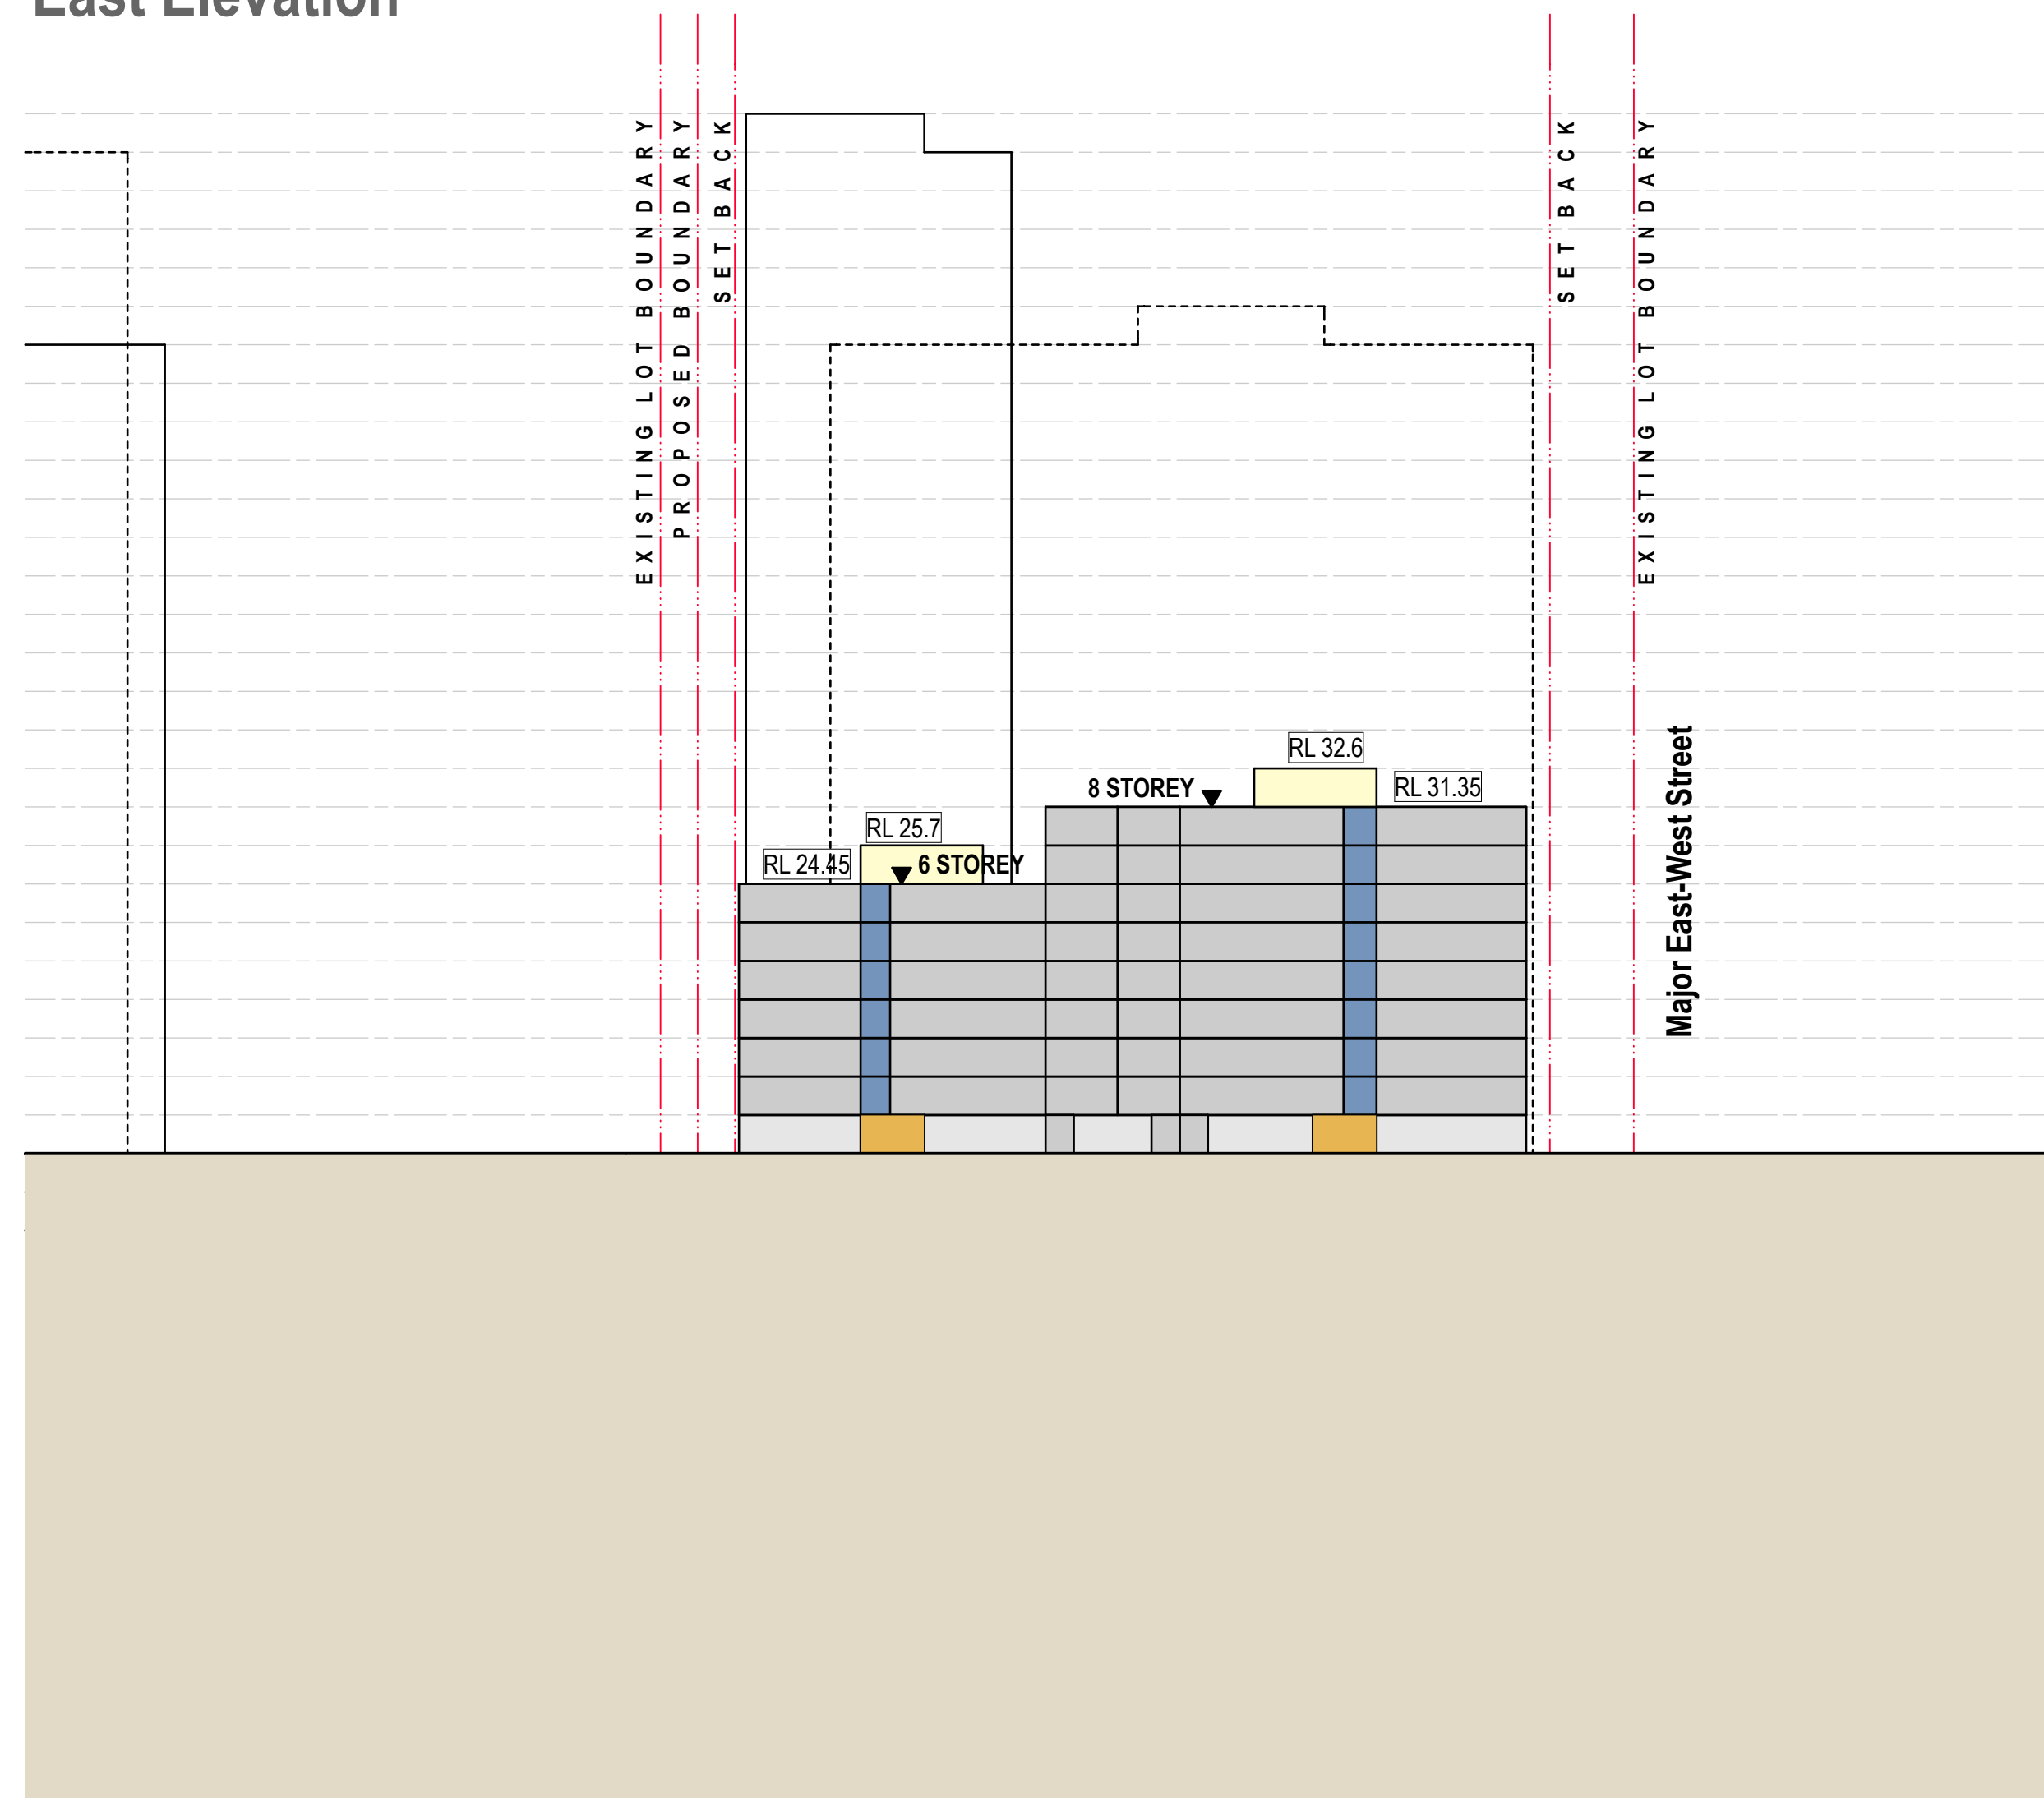 East Elevation
EXISTING LOT BOUNDARY
PROPOSED BOUNDARY
SET BACK
SET BACK
EXISTING LOT BOUNDARY
RL 32.6
8 STOREY
RL 31.35
RL 25.7
RL 24.45
6 STOREY
Major East-West Street